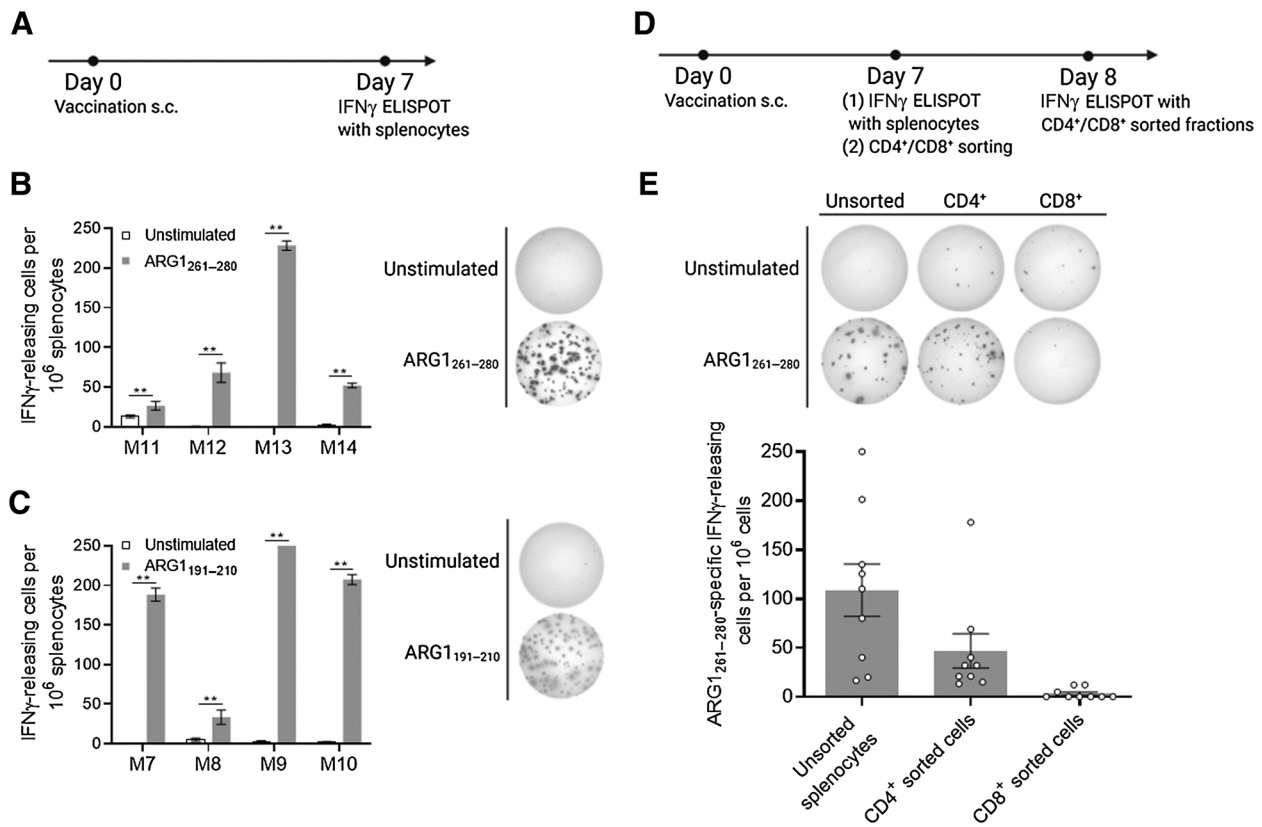 A
Day 0
Vaccination s.c.
Day 7
IFNγ ELISPOT
with splenocytes
B
IFNγ-releasing cells per
10⁶ splenocytes
250
200
150
100
50
0
Unstimulated
ARG1₂₆₁₋₂₈₀
**
**
**
**
M11
M12
M13
M14
Unstimulated
ARG1₂₆₁₋₂₈₀
C
IFNγ-releasing cells per
10⁶ splenocytes
250
200
150
100
50
0
Unstimulated
ARG1₁₉₁₋₂₁₀
**
**
**
**
M7
M8
M9
M10
Unstimulated
ARG1₁₉₁₋₂₁₀
D
Day 0
Vaccination s.c.
Day 7
(1) IFNγ ELISPOT
with splenocytes
(2) CD4⁺/CD8⁺ sorting
Day 8
IFNγ ELISPOT with
CD4⁺/CD8⁺ sorted fractions
E
Unsorted
CD4⁺
CD8⁺
Unstimulated
ARG1₂₆₁₋₂₈₀
ARG1₂₆₁₋₂₈₀-specific IFNγ-releasing
cells per 10⁶ cells
250
200
150
100
50
0
Unsorted
splenocytes
CD4⁺ sorted cells
CD8⁺ sorted cells